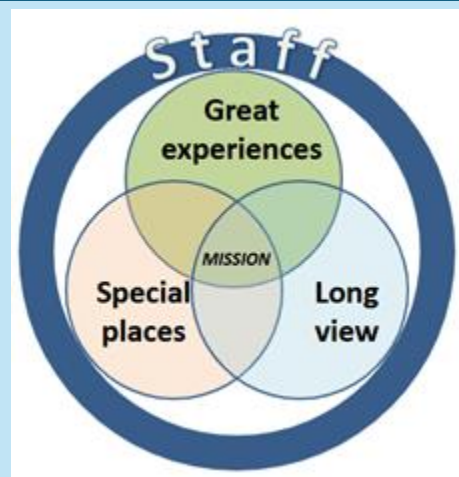 Staff
Great
experiences
MISSION
Special
places
Long
view